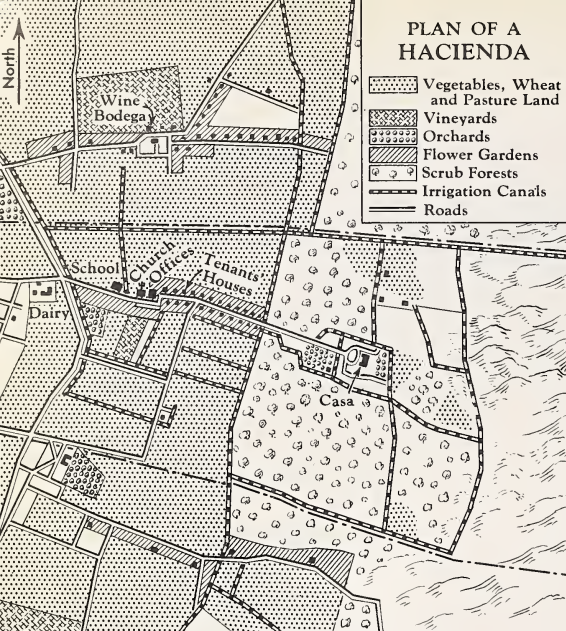 PLAN OF A
HACIENDA
Vegetables, Wheat
and Pasture Land
Vineyards
Orchards
Flower Gardens
Scrub Forests
Irrigation Canals
Roads
North
Wine
Bodega
School
Church
Offices
Tenants'
Houses
Dairy
Casa